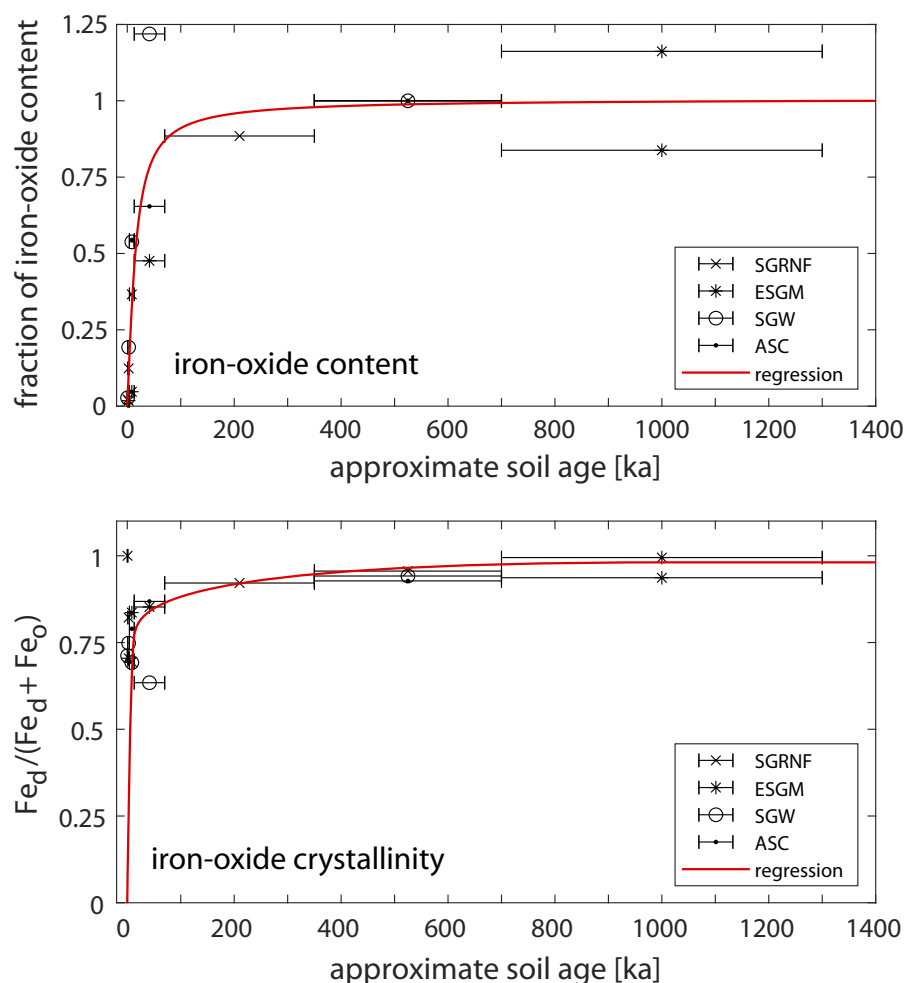 1.25
1
0.75
0.5
0.25
0
fraction of iron-oxide content
iron-oxide content
SGRNF
ESGM
SGW
ASC
regression
0 200 400 600 800 1000 1200 1400
approximate soil age [ka]
1
0.75
0.5
0.25
0
Fed/(Fed+ Feo)
iron-oxide crystallinity
SGRNF
ESGM
SGW
ASC
regression
0 200 400 600 800 1000 1200 1400
approximate soil age [ka]